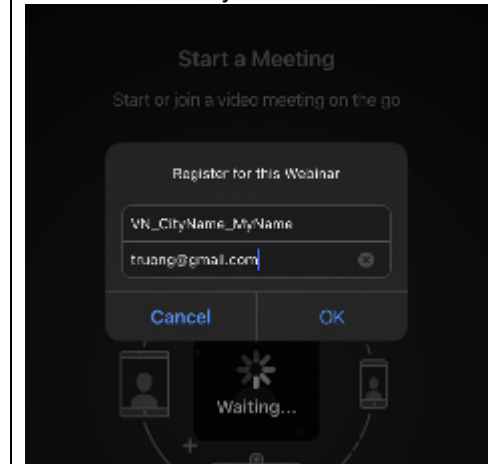 Start a Meeting
Start or join a video meeting on the go
Register for this Webinar
VN_CityName_MyName
truong@gmail.com
Cancel OK
Waiting...